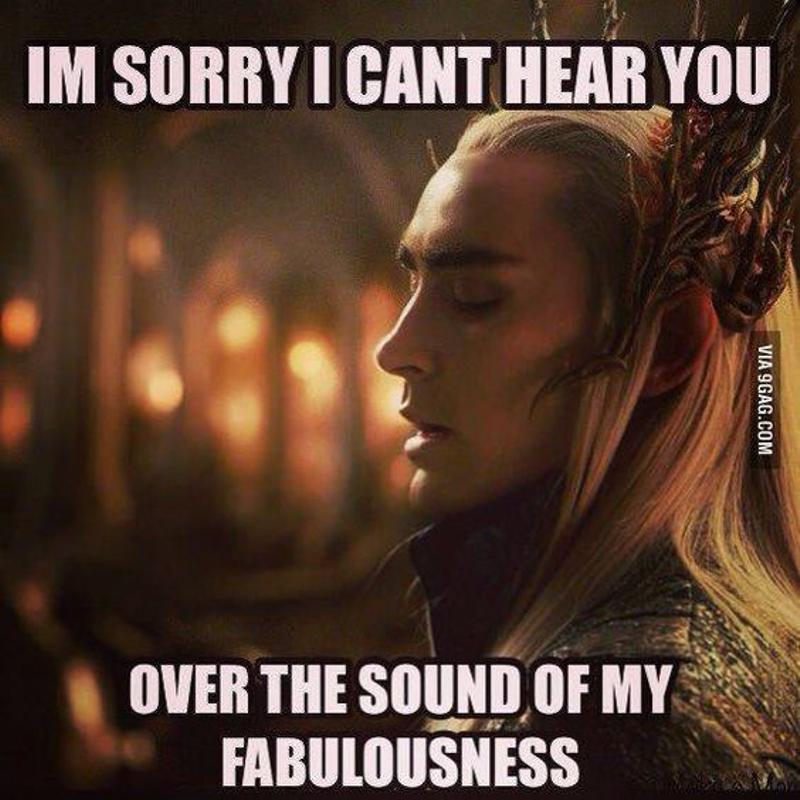 IM SORRY I CANT HEAR YOU
VIA 9GAG.COM
OVER THE SOUND OF MY
FABULOUSNESS